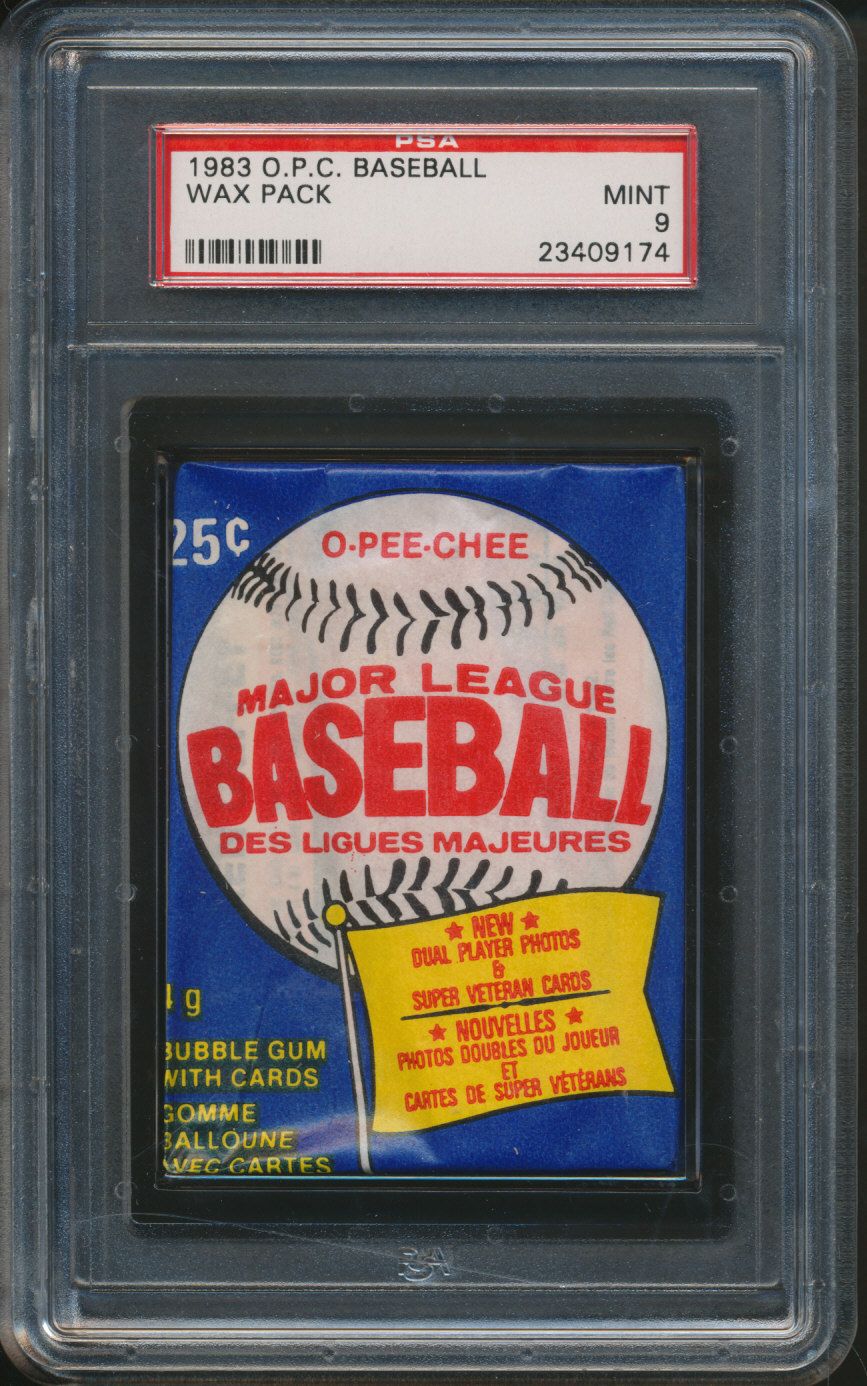 PSA
1983 O.P.C. BASEBALL
WAX PACK MINT
9
23409174
25¢
O-PEE-CHEE
MAJOR LEAGUE
BASEBALL
DES LIGUES MAJEURES
★ NEW ★
DUAL PLAYER PHOTOS
&
SUPER VETERAN CARDS
★ NOUVELLES ★
PHOTOS DOUBLES DU JOUEUR
ET
CARTES DE SUPER VÉTÉRANS
g
BUBBLE GUM
WITH CARDS
GOMME
BALLOUNE
AVEC CARTES
PSA